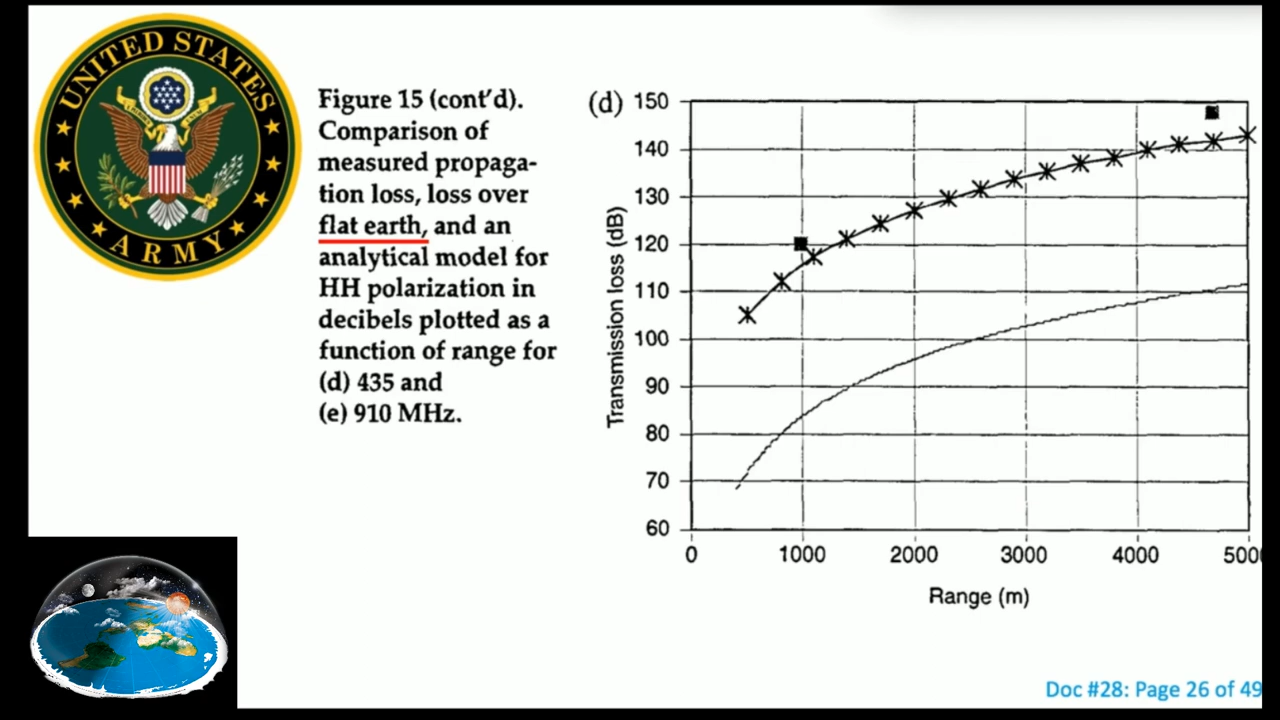 UNITED STATES
ARMY
Figure 15 (cont'd).
Comparison of
measured propaga-
tion loss, loss over
flat earth, and an
analytical model for
HH polarization in
decibels plotted as a
function of range for
(d) 435 and
(e) 910 MHz.
(d)
Transmission loss (dB)
150
140
130
120
110
100
90
80
70
60
0 1000 2000 3000 4000 500
Range (m)
Doc #28: Page 26 of 49